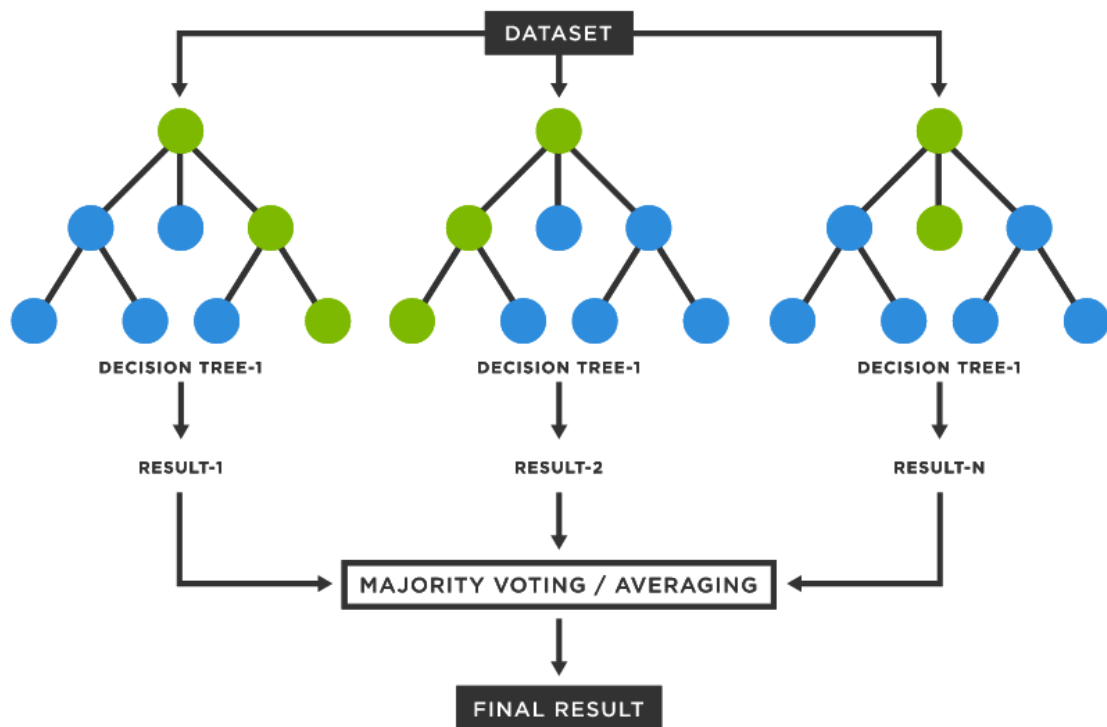 DATASET
DECISION TREE-1
DECISION TREE-1
DECISION TREE-1
RESULT-1
RESULT-2
RESULT-N
MAJORITY VOTING / AVERAGING
FINAL RESULT